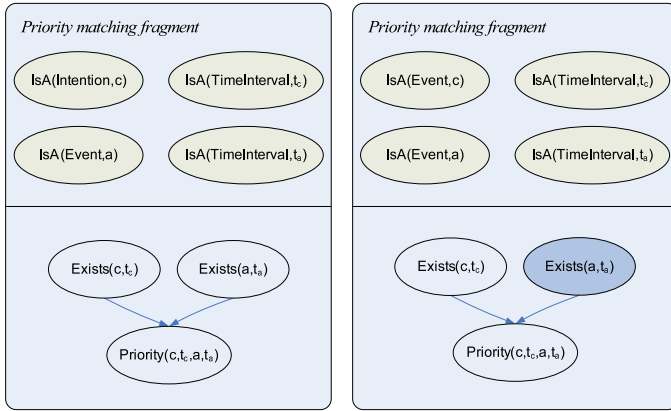 Priority matching fragment
IsA(Intention,c)
IsA(TimeInterval,tc)
IsA(Event,a)
IsA(TimeInterval,ta)
Exists(c,tc)
Exists(a,ta)
Priority(c,tc,a,ta)
Priority matching fragment
IsA(Event,c)
IsA(TimeInterval,tc)
IsA(Event,a)
IsA(TimeInterval,ta)
Exists(c,tc)
Exists(a,ta)
Priority(c,tc,a,ta)